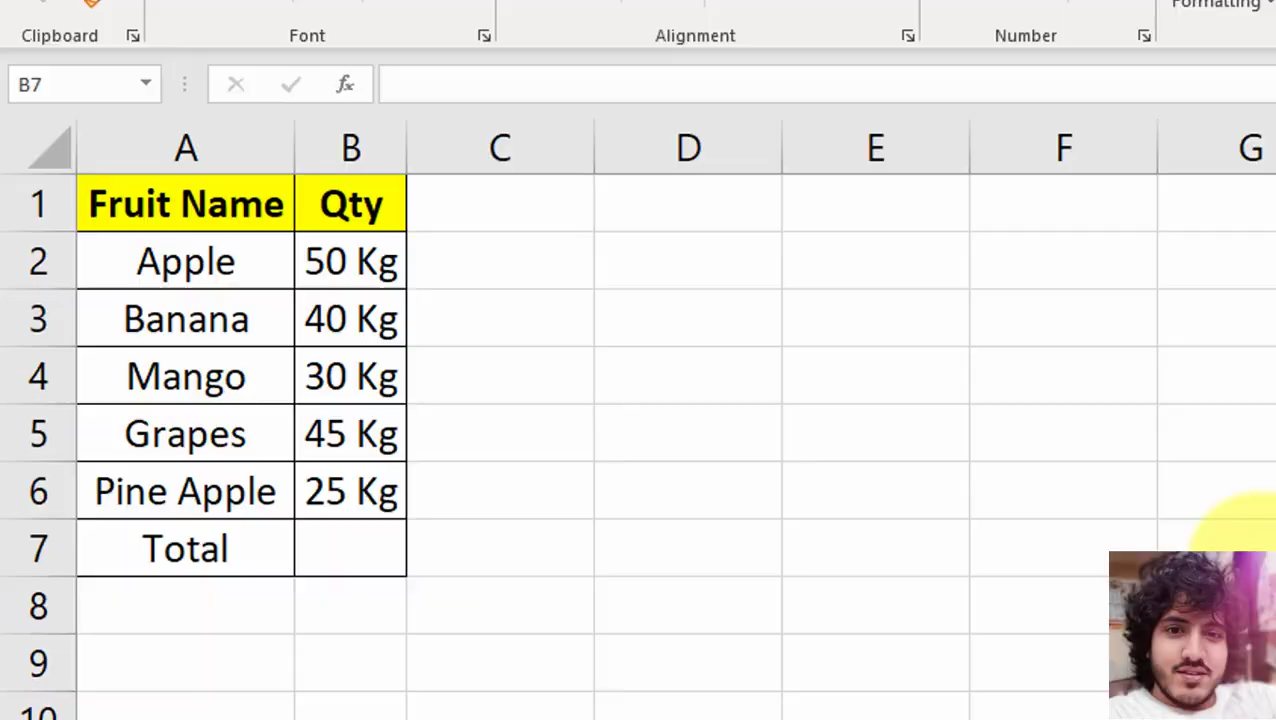 Formatting
Clipboard Font Alignment Number
B7 fx
A B C D E F G
1 Fruit Name Qty
2 Apple 50 Kg
3 Banana 40 Kg
4 Mango 30 Kg
5 Grapes 45 Kg
6 Pine Apple 25 Kg
7 Total
8
9
10